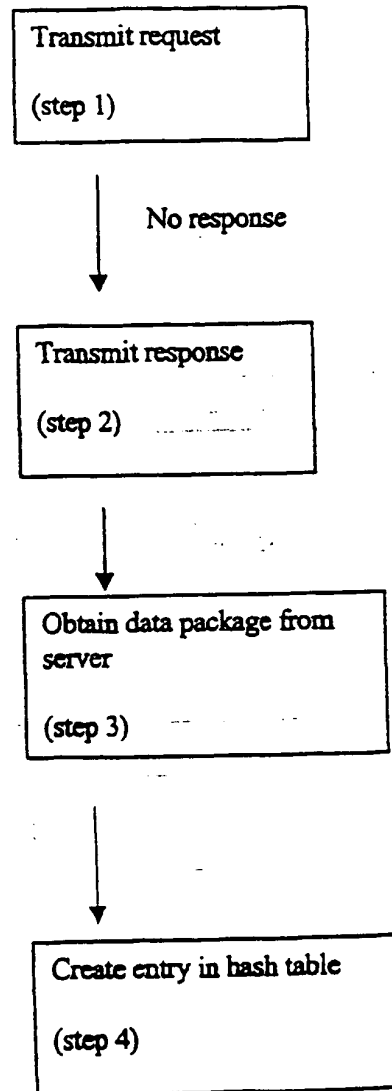 Transmit request
(step 1)
No response
Transmit response
(step 2)
Obtain data package from
server
(step 3)
Create entry in hash table
(step 4)